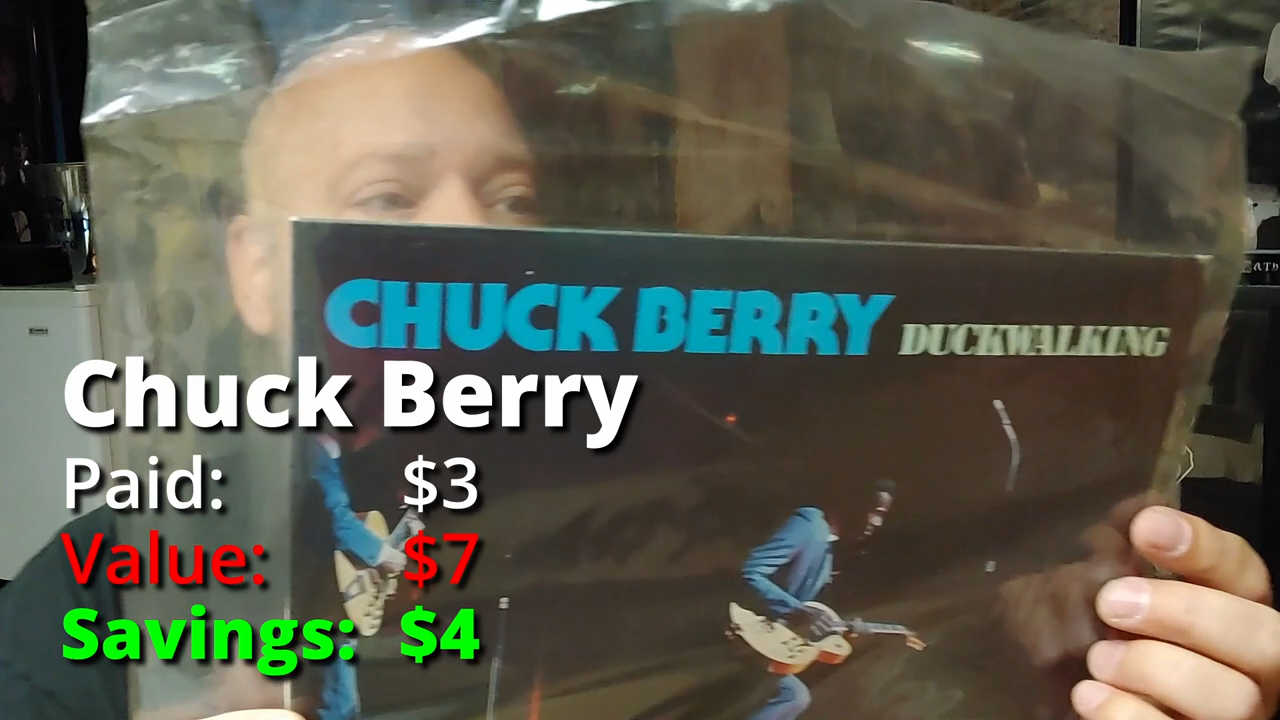 CHUCK BERRY DUCKWALKING
Chuck Berry
Paid: $3
Value: $7
Savings: $4